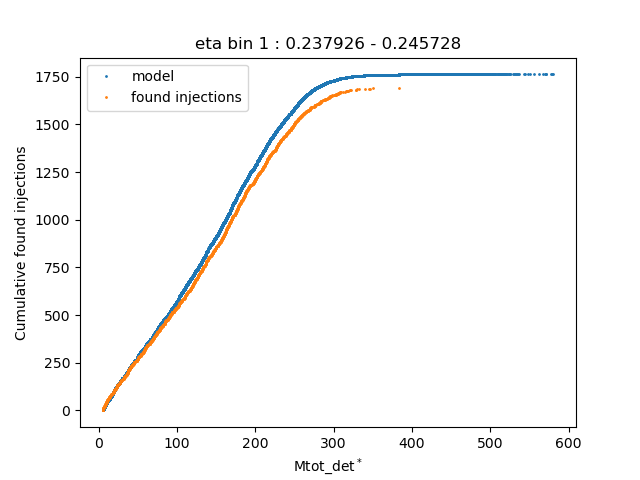 eta bin 1 : 0.237926 - 0.245728
model
found injections
Cumulative found injections
1750
1500
1250
1000
750
500
250
0
0 100 200 300 400 500 600
Mtot_det*